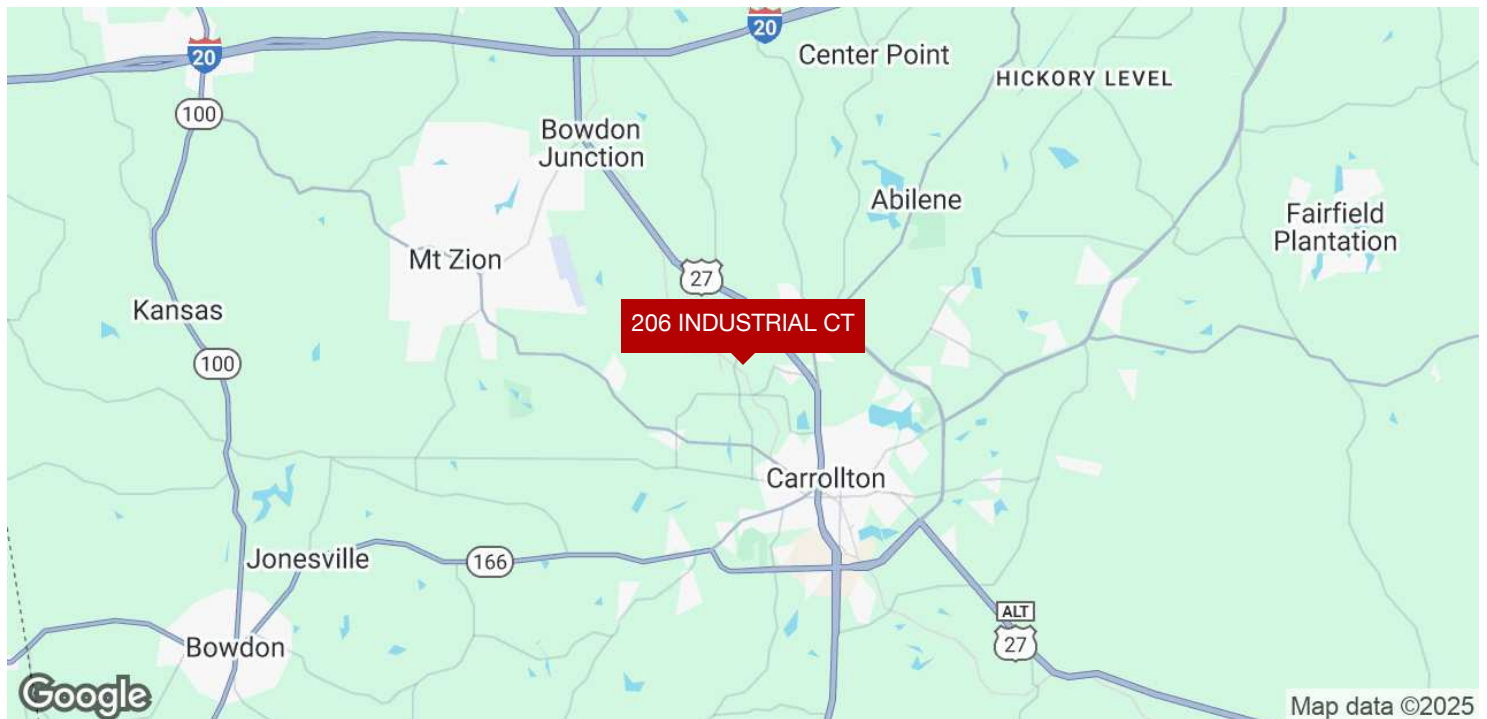 20
20
Center Point
HICKORY LEVEL
100
Bowdon
Junction
Abilene
Fairfield
Plantation
Mt Zion
27
Kansas
206 INDUSTRIAL CT
100
Carrollton
Jonesville
166
ALT
27
Bowdon
Google
Map data ©2025